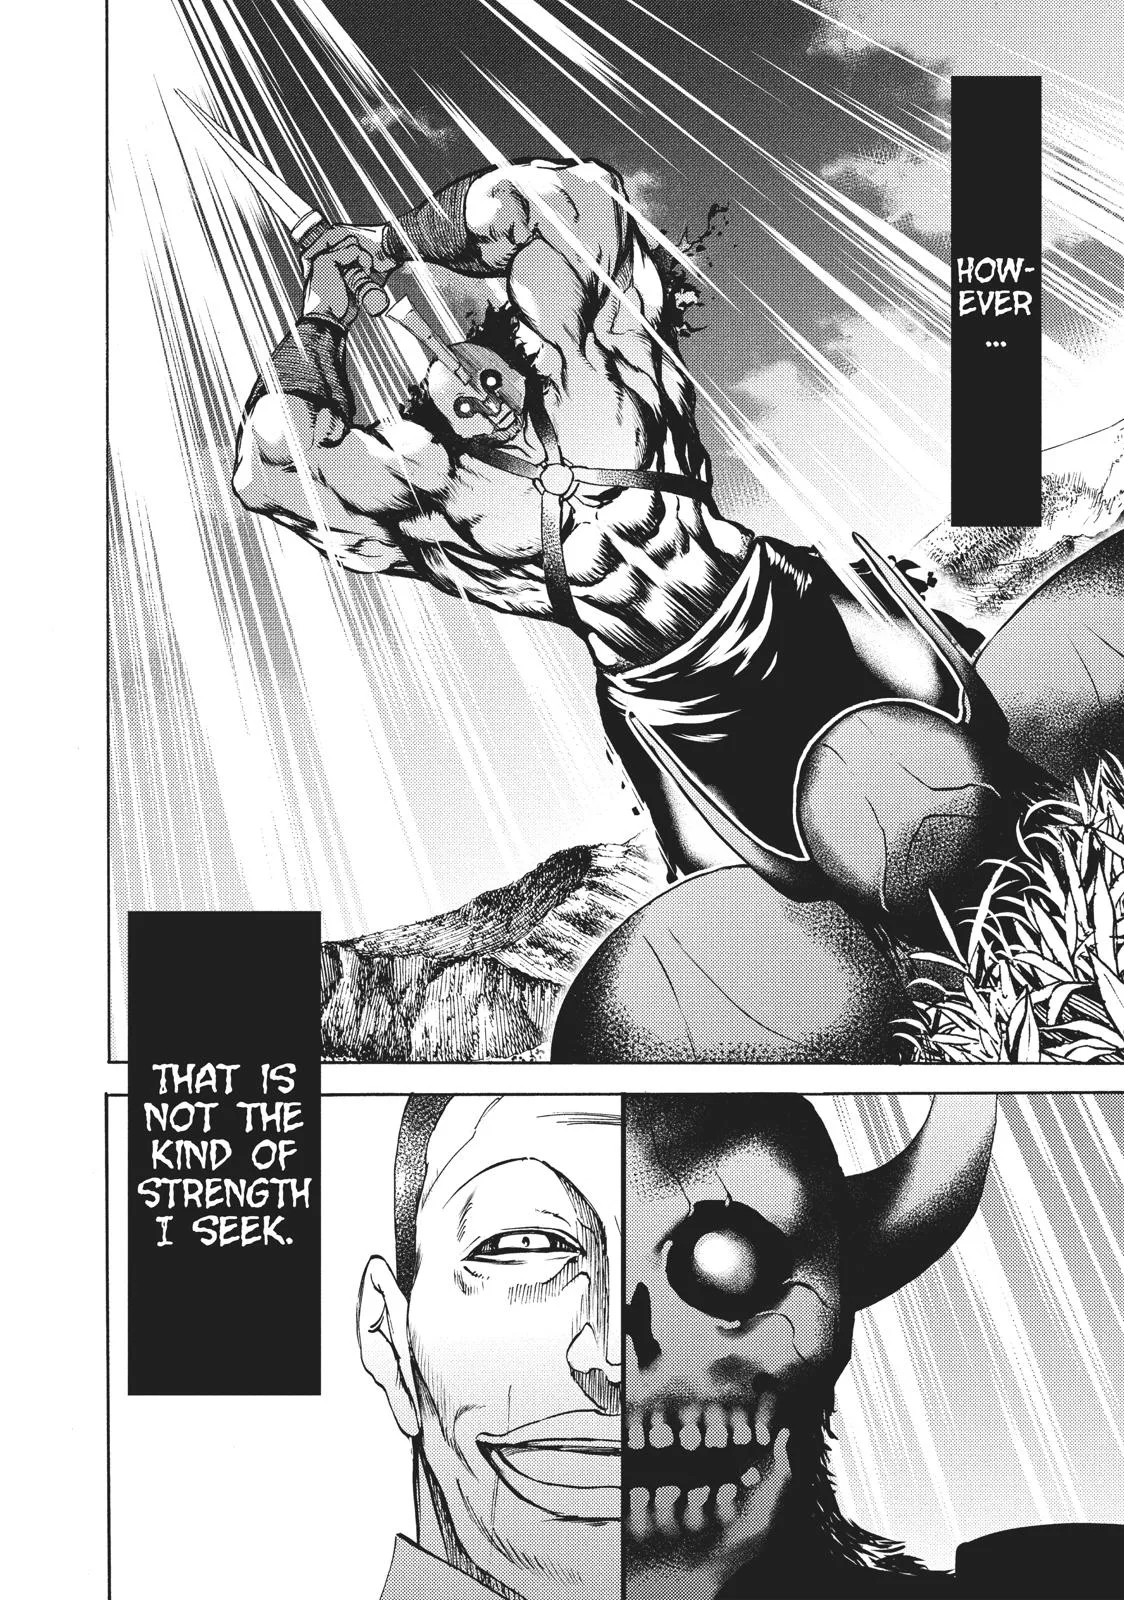 HOW-
EVER
...
THAT IS
NOT THE
KIND OF
STRENGTH
I SEEK.